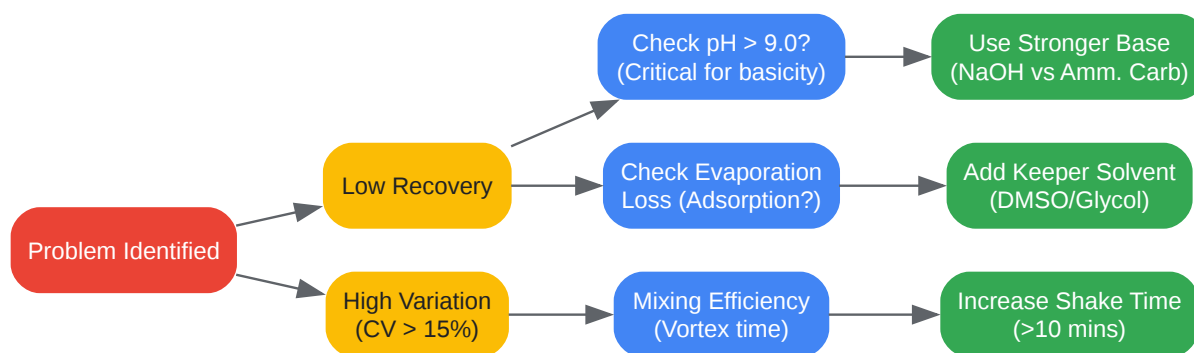 Check pH > 9.0?
(Critical for basicity)
Use Stronger Base
(NaOH vs Amm. Carb)
Low Recovery
Check Evaporation
Loss (Adsorption?)
Add Keeper Solvent
(DMSO/Glycol)
Problem Identified
High Variation
(CV > 15%)
Mixing Efficiency
(Vortex time)
Increase Shake Time
(>10 mins)